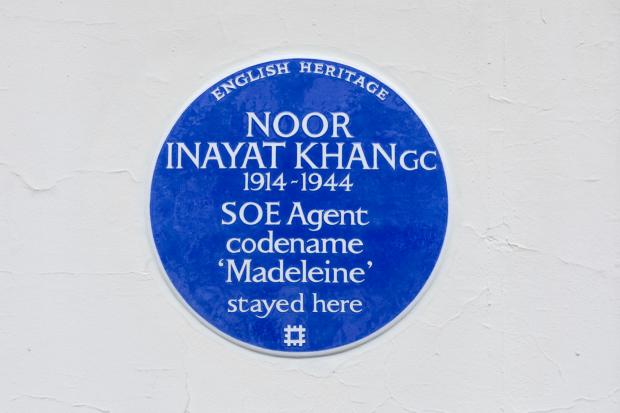 ENGLISH HERITAGE
NOOR
INAYAT KHAN GC
1914-1944
SOE Agent
codename
‘Madeleine’
stayed here